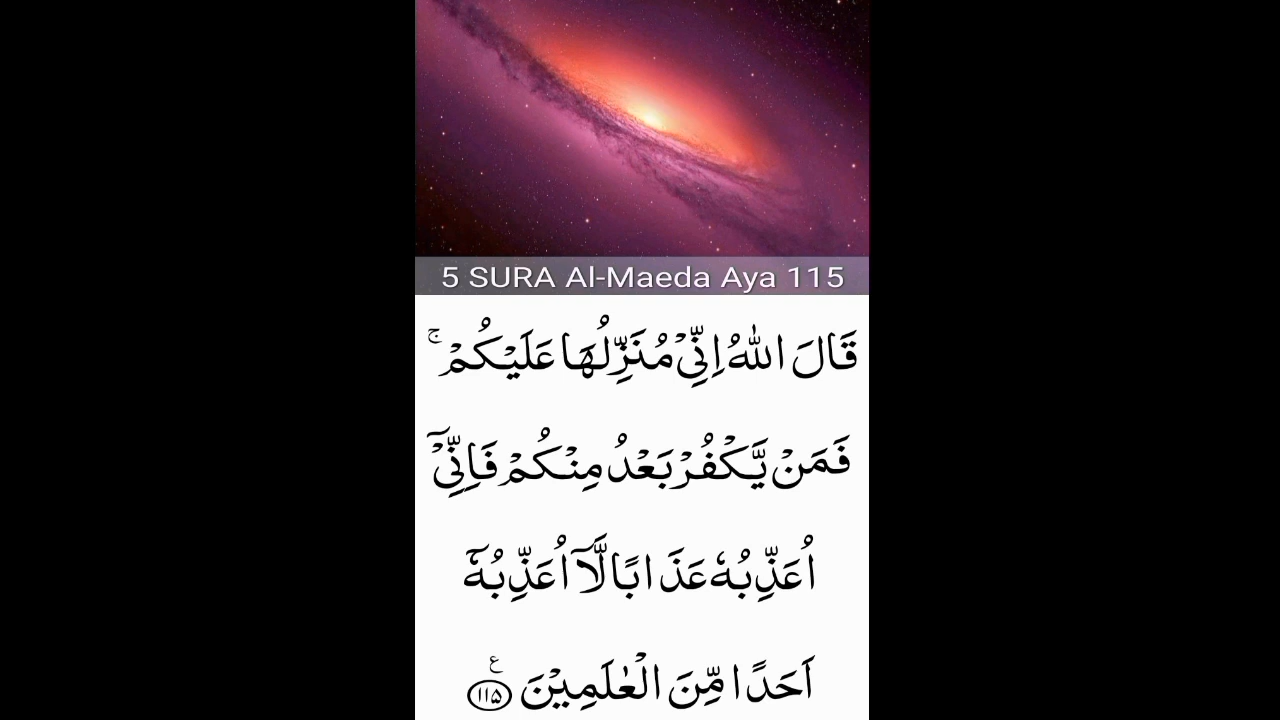 5 SURA Al-Maeda Aya 115
قَالَ اللّٰهُ اِنِّیْ مُنَزِّلُهَا عَلَیْكُمْ ۚ
فَمَنْ یَّكْفُرْ بَعْدُ مِنْكُمْ فَاِنِّیْۤ
اُعَذِّبُهٗ عَذَابًا لَّاۤ اُعَذِّبُهٗۤ
اَحَدًا مِّنَ الْعٰلَمِیْنَ ࣖ ۝۱۱۵